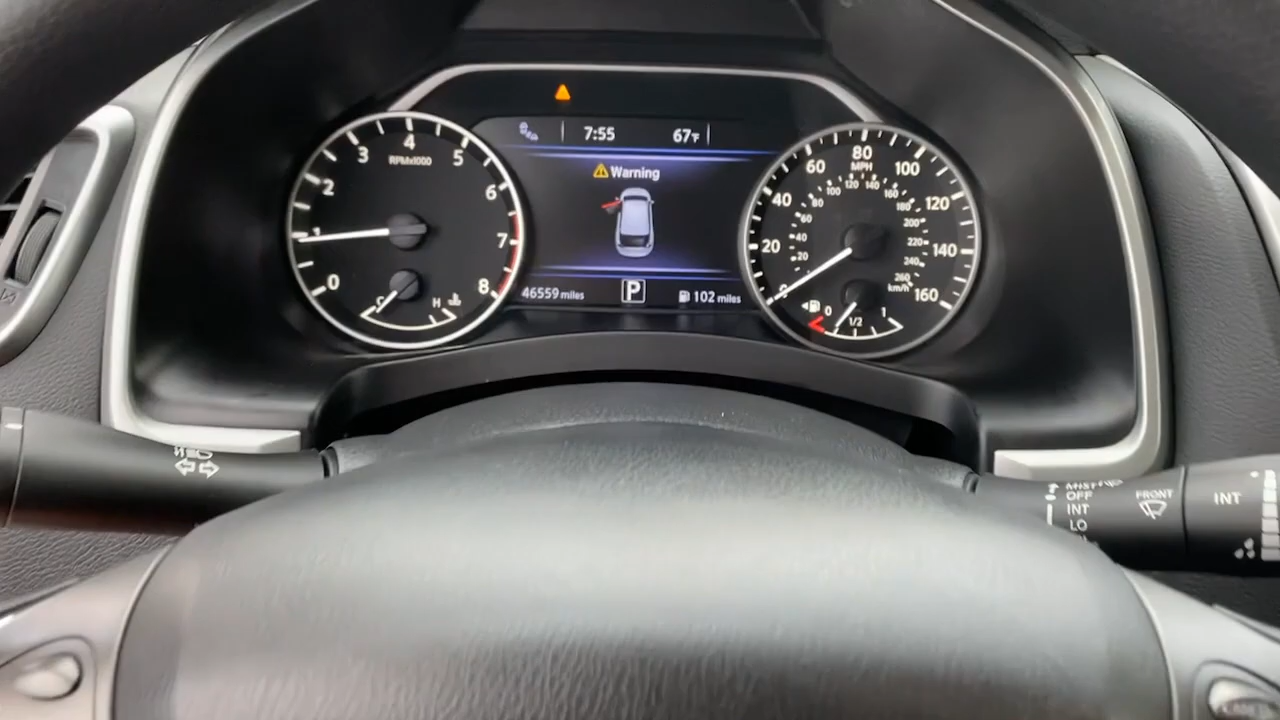 7:55 67°F
Warning
46559 miles P 102 miles
0 1 2 3 4 5 6 7 8
RPMx1000
C H
0 20 40 60 80 100 120 140 160
MPH
20 40 60 80 100 120 140 160 180 200 220 240 260
km/h
0 1/2 1
MIST
OFF
INT
LO
FRONT
INT